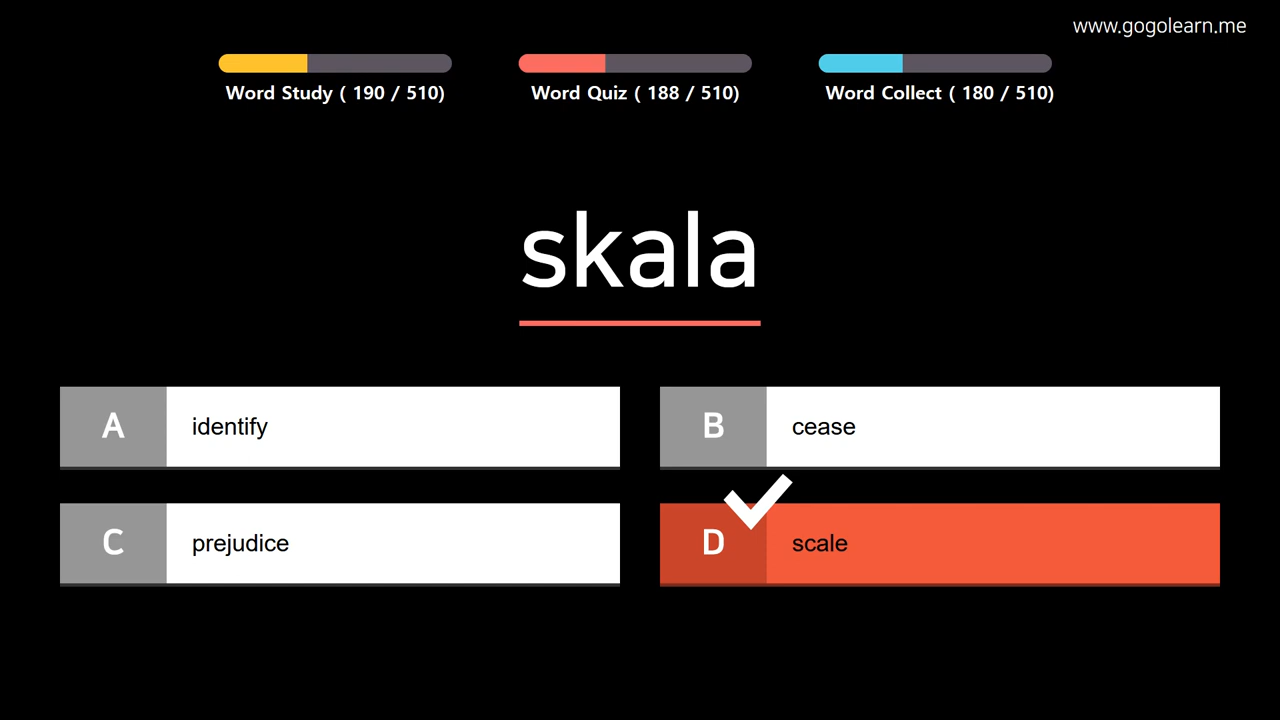 www.gogolearn.me
Word Study ( 190 / 510)
Word Quiz ( 188 / 510)
Word Collect ( 180 / 510)
skala
A identify
B cease
C prejudice
D scale